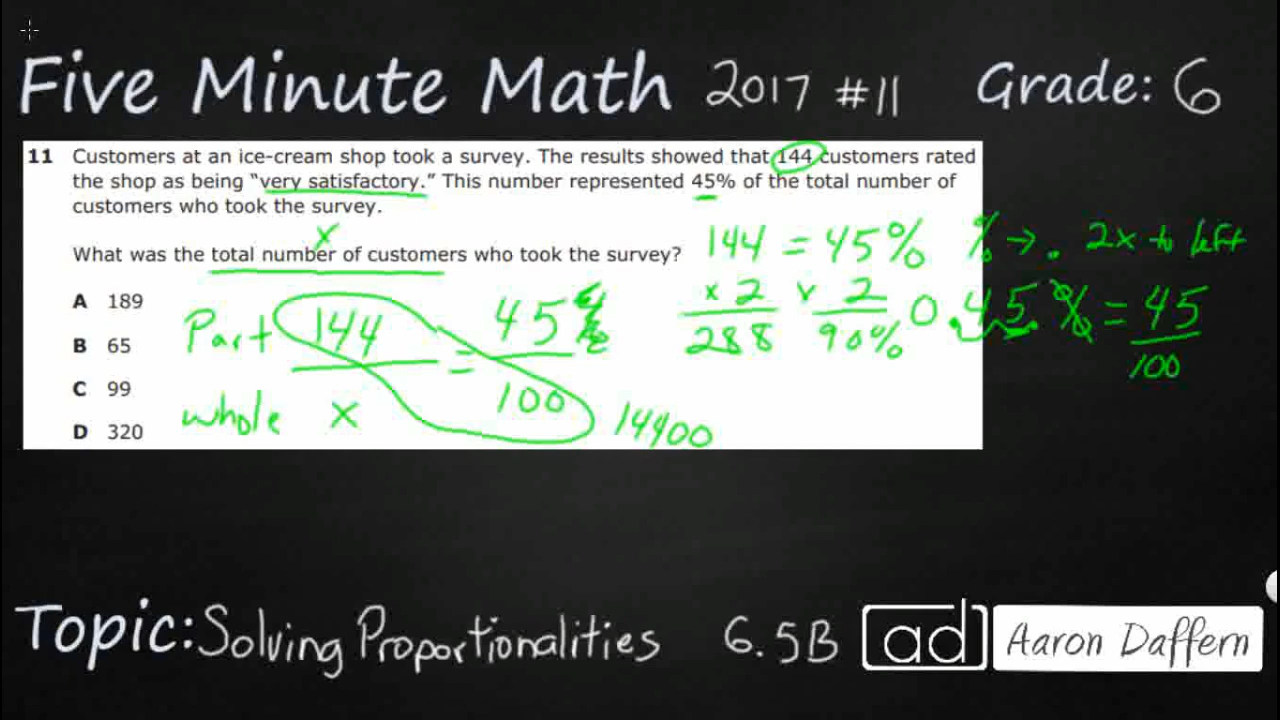 Five Minute Math 2017 #11 Grade: 6
11 Customers at an ice-cream shop took a survey. The results showed that 144 customers rated
the shop as being “very satisfactory.” This number represented 45% of the total number of
customers who took the survey.
x
What was the total number of customers who took the survey?
144 = 45% % → . 2x to left
x 2 x 2
288 90%
0.45% = 45
100
A 189
B 65
C 99
D 320
Part 144 = 45
whole x 100 14400
Topic: Solving Proportionalities 6.5B ad Aaron Daffern